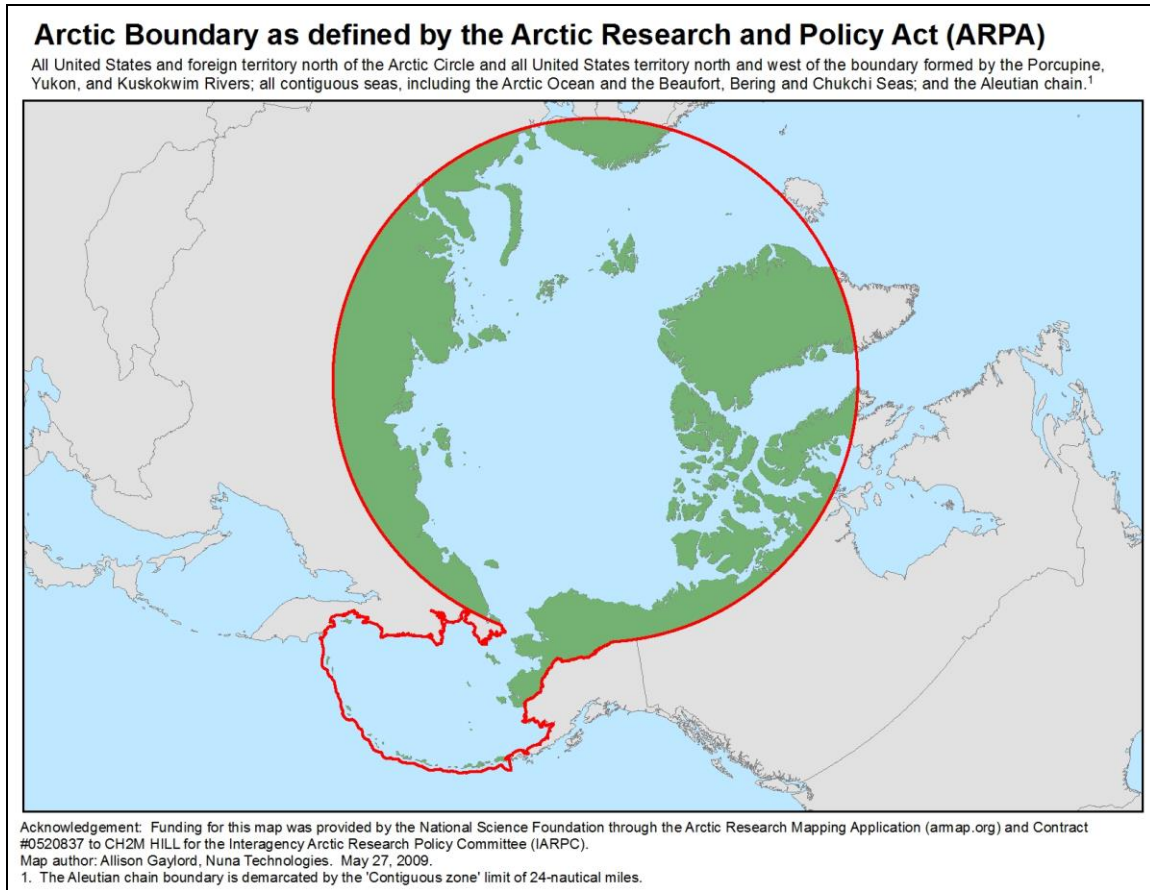 Arctic Boundary as defined by the Arctic Research and Policy Act (ARPA)
All United States and foreign territory north of the Arctic Circle and all United States territory north and west of the boundary formed by the Porcupine,
Yukon, and Kuskokwim Rivers; all contiguous seas, including the Arctic Ocean and the Beaufort, Bering and Chukchi Seas; and the Aleutian chain.¹
Acknowledgement: Funding for this map was provided by the National Science Foundation through the Arctic Research Mapping Application (armap.org) and Contract
#0520837 to CH2M HILL for the Interagency Arctic Research Policy Committee (IARPC).
Map author: Allison Gaylord, Nuna Technologies. May 27, 2009.
1. The Aleutian chain boundary is demarcated by the 'Contiguous zone' limit of 24-nautical miles.